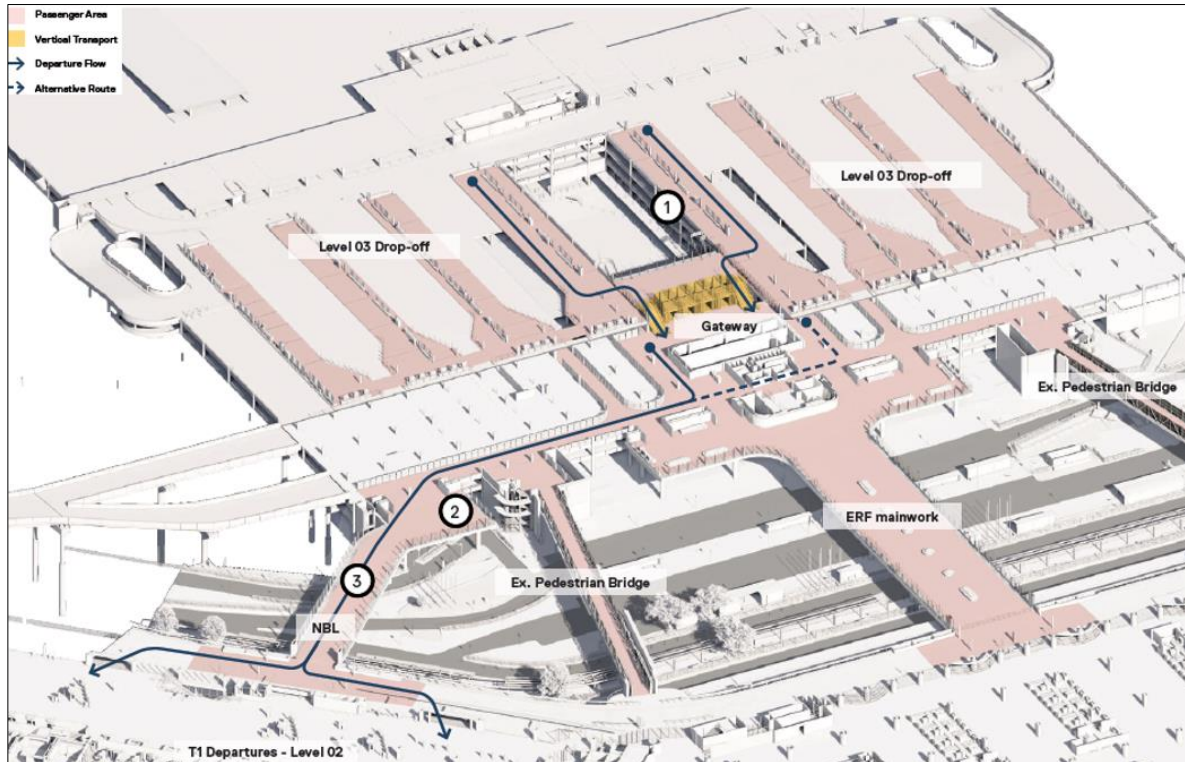 Passenger Area
Vertical Transport
Departure Flow
Alternative Route
Level 03 Drop-off
1
Level 03 Drop-off
Gateway
Ex. Pedestrian Bridge
2
ERF mainwork
3
Ex. Pedestrian Bridge
NBL
T1 Departures - Level 02